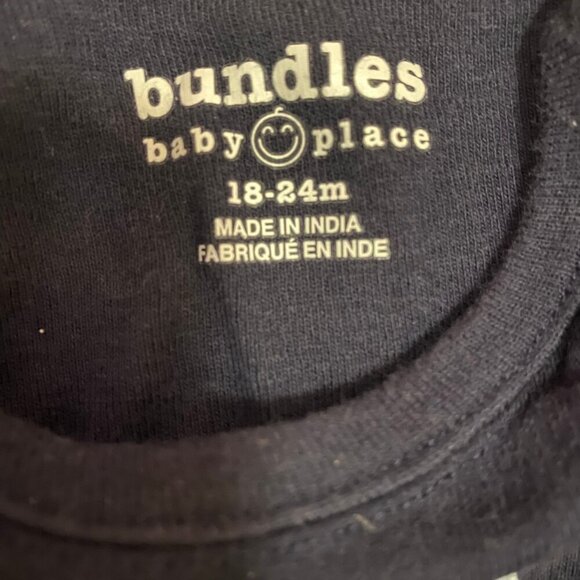 bundles
baby place
18-24m
MADE IN INDIA
FABRIQUÉ EN INDE